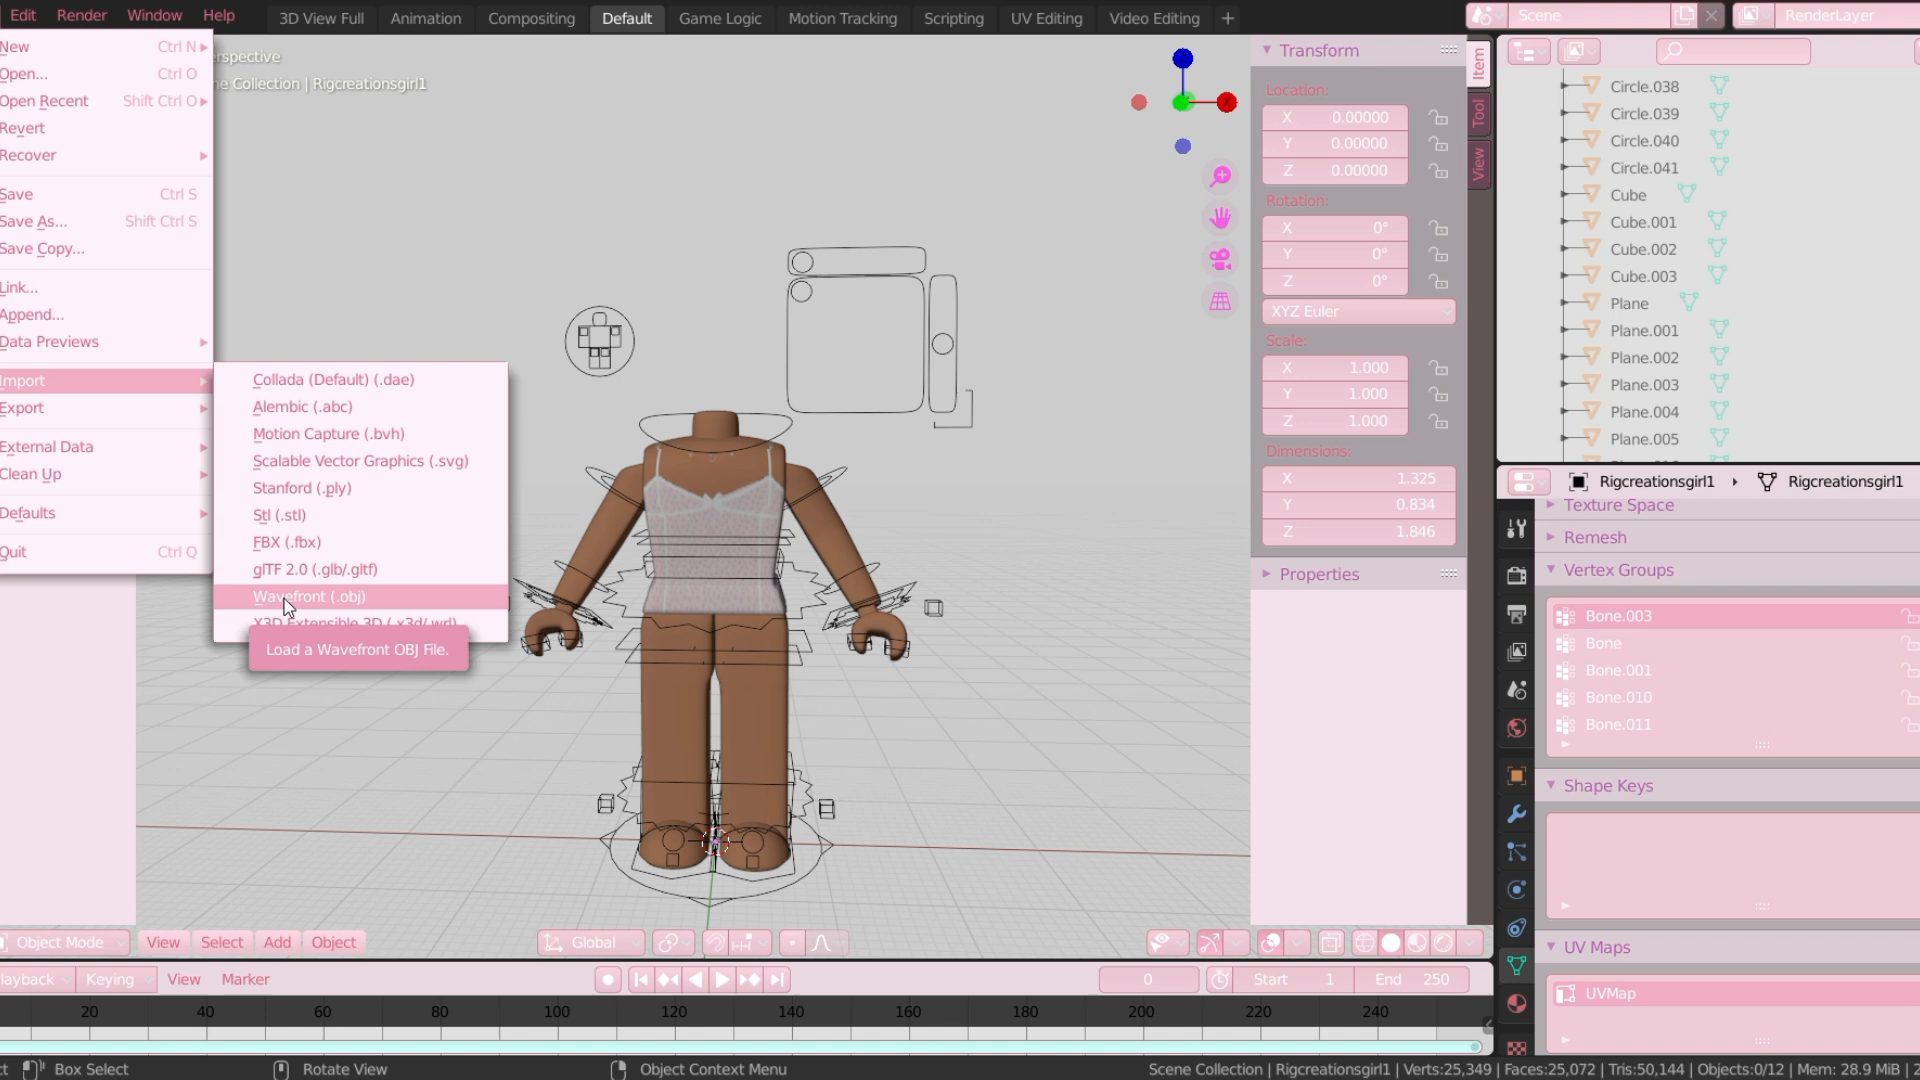 Edit Render Window Help 3D View Full Animation Compositing Default Game Logic Motion Tracking Scripting UV Editing Video Editing + Scene RenderLayer
New Ctrl N
Open... Ctrl O
Open Recent Shift Ctrl O
Revert
Recover
Save Ctrl S
Save As... Shift Ctrl S
Save Copy...
Link...
Append...
Data Previews
Import
Export
External Data
Clean Up
Defaults
Quit Ctrl Q
Collada (Default) (.dae)
Alembic (.abc)
Motion Capture (.bvh)
Scalable Vector Graphics (.svg)
Stanford (.ply)
Stl (.stl)
FBX (.fbx)
glTF 2.0 (.glb/.gltf)
Wavefront (.obj)
X3D Extensible 3D (.x3d/.wrl)
Load a Wavefront OBJ File.
erspective
ne Collection | Rigcreationsgirl1
X
Transform
Location:
X 0.00000
Y 0.00000
Z 0.00000
Rotation:
X 0°
Y 0°
Z 0°
XYZ Euler
Scale:
X 1.000
Y 1.000
Z 1.000
Dimensions:
X 1.325
Y 0.834
Z 1.846
Properties
Item
Tool
View
Circle.038
Circle.039
Circle.040
Circle.041
Cube
Cube.001
Cube.002
Cube.003
Plane
Plane.001
Plane.002
Plane.003
Plane.004
Plane.005
Rigcreationsgirl1 Rigcreationsgirl1
Texture Space
Remesh
Vertex Groups
Bone.003
Bone
Bone.001
Bone.010
Bone.011
Shape Keys
UV Maps
UVMap
Object Mode View Select Add Object Global
layback Keying View Marker 0 Start 1 End 250
20 40 60 80 100 120 140 160 180 200 220 240
ct Box Select Rotate View Object Context Menu Scene Collection | Rigcreationsgirl1 | Verts:25,349 | Faces:25,072 | Tris:50,144 | Objects:0/12 | Mem: 28.9 MiB | 2